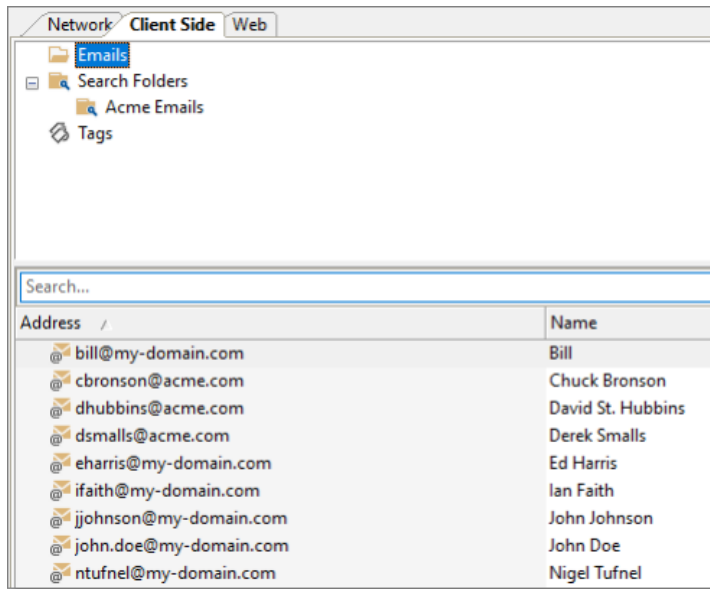 Network Client Side Web
Emails
Search Folders
Acme Emails
Tags
Search...
Address Name
bill@my-domain.com Bill
cbronson@acme.com Chuck Bronson
dhubbins@acme.com David St. Hubbins
dsmalls@acme.com Derek Smalls
eharris@my-domain.com Ed Harris
ifaith@my-domain.com Ian Faith
jjohnson@my-domain.com John Johnson
john.doe@my-domain.com John Doe
ntufnel@my-domain.com Nigel Tufnel